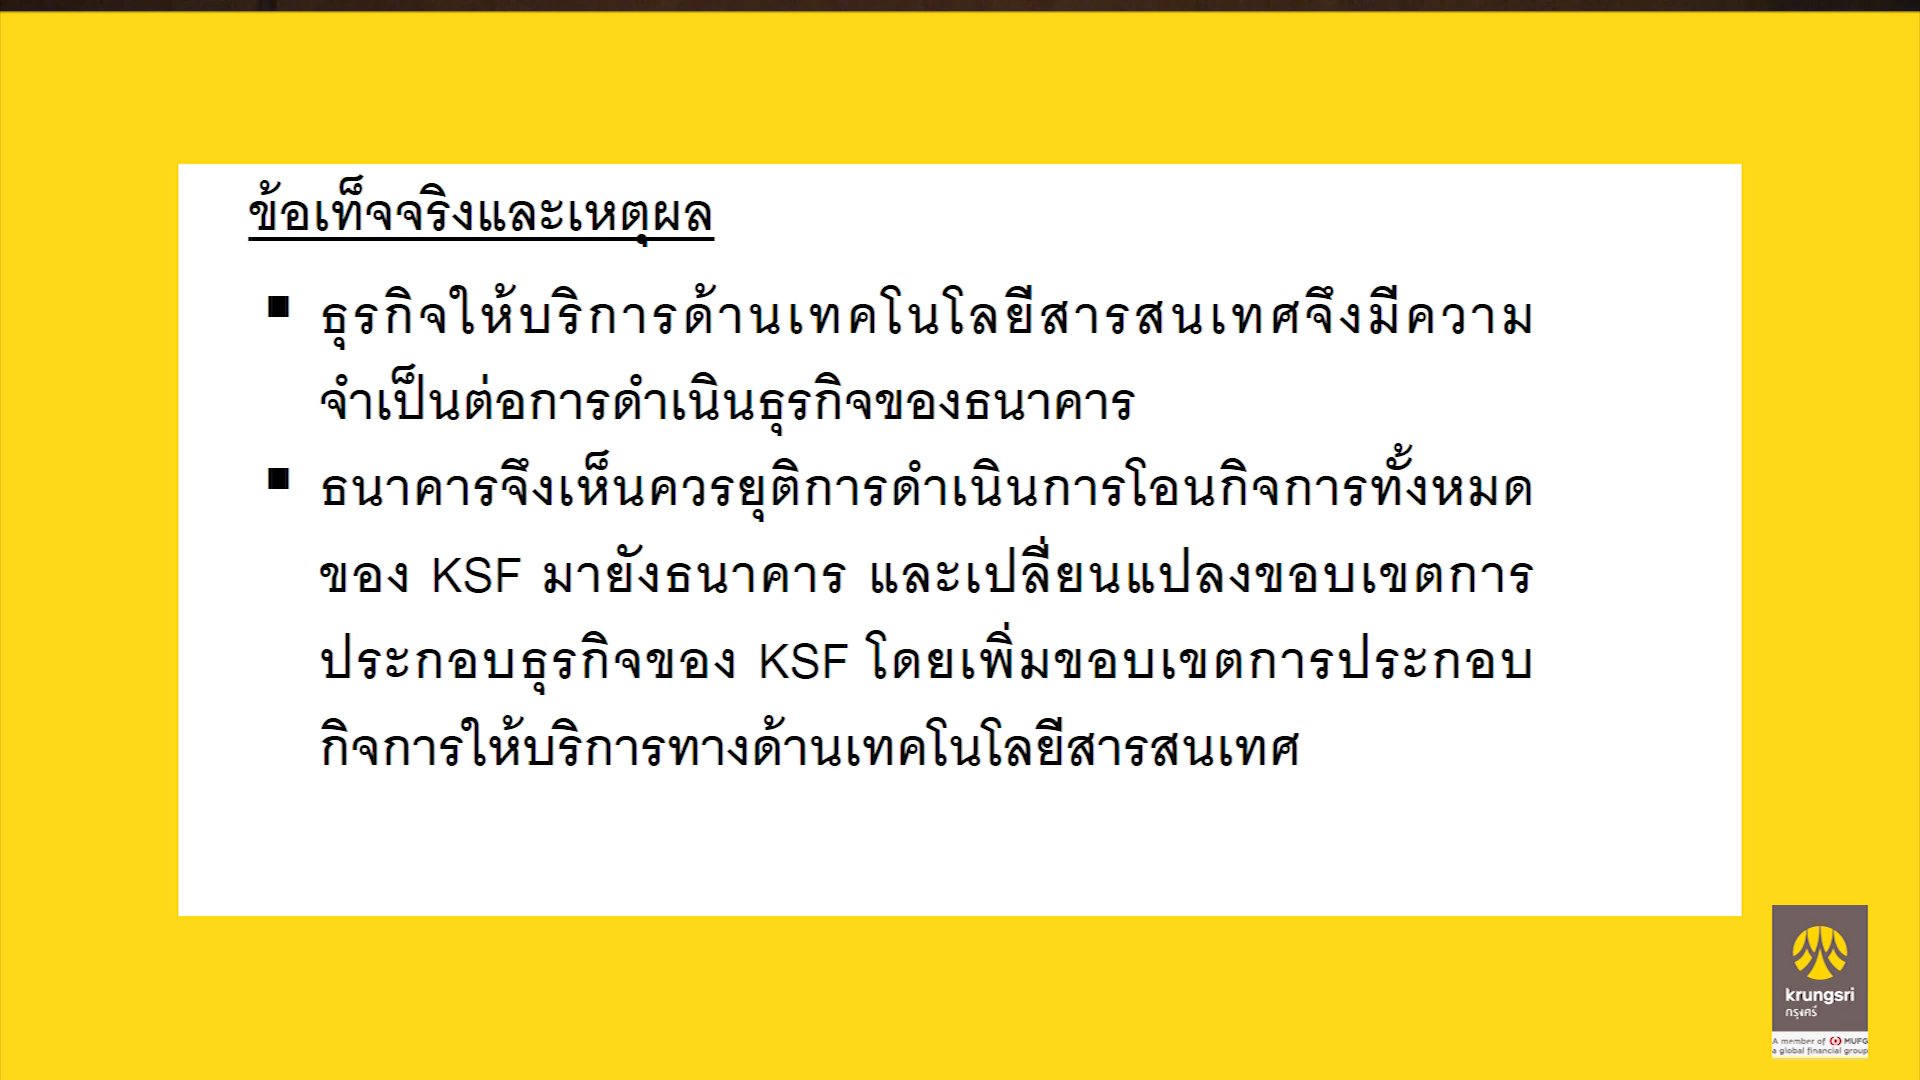 ข้อเท็จจริงและเหตุผล
▪ ธุรกิจให้บริการด้านเทคโนโลยีสารสนเทศจึงมีความ
จำเป็นต่อการดำเนินธุรกิจของธนาคาร
▪ ธนาคารจึงเห็นควรยุติการดำเนินการโอนกิจการทั้งหมด
ของ KSF มายังธนาคาร และเปลี่ยนแปลงขอบเขตการ
ประกอบธุรกิจของ KSF โดยเพิ่มขอบเขตการประกอบ
กิจการให้บริการทางด้านเทคโนโลยีสารสนเทศ
krungsri
กรุงศรี
A member of MUFG
a global financial group